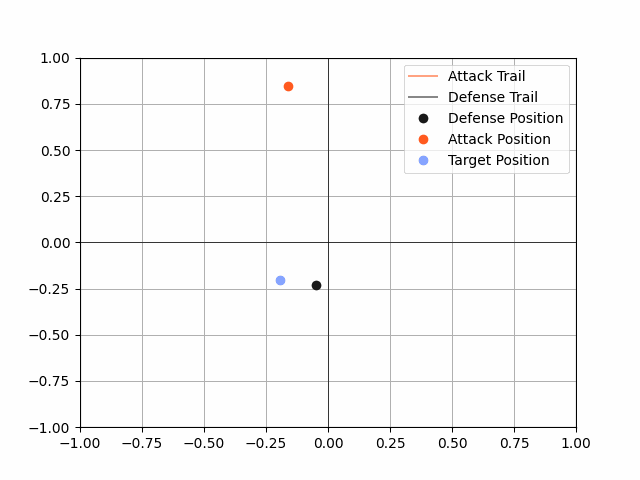 1.00
0.75
0.50
0.25
0.00
−0.25
−0.50
−0.75
−1.00
−1.00 −0.75 −0.50 −0.25 0.00 0.25 0.50 0.75 1.00
Attack Trail
Defense Trail
Defense Position
Attack Position
Target Position